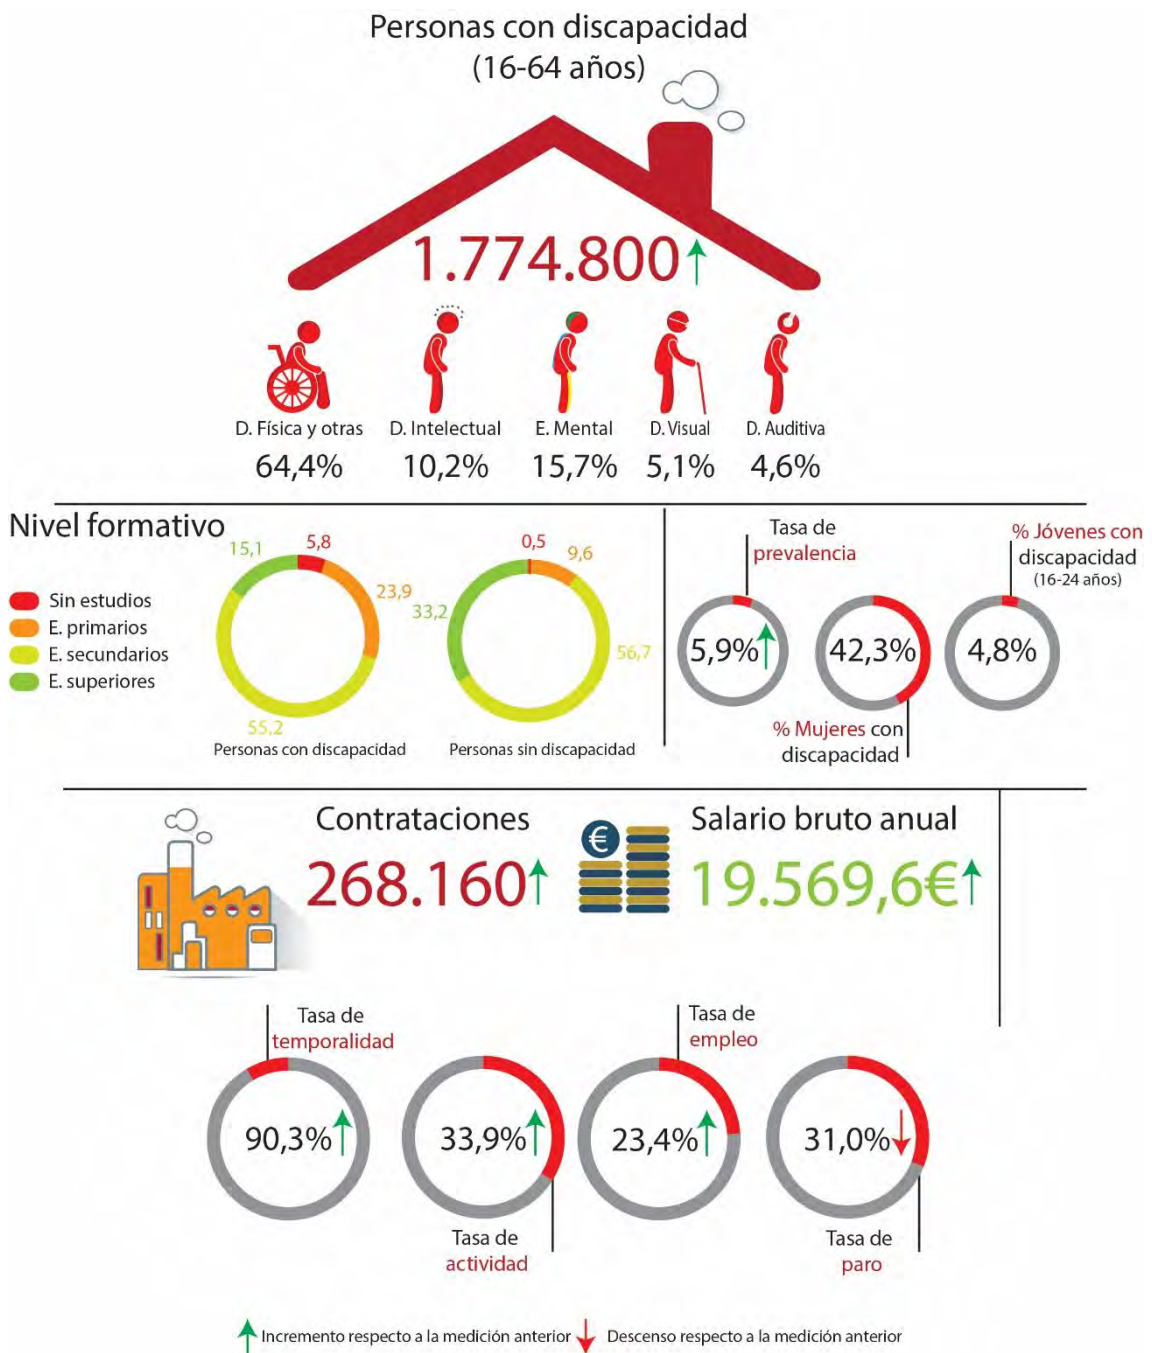 Personas con discapacidad
(16-64 años)
1.774.800
D. Física y otras
D. Intelectual
E. Mental
D. Visual
D. Auditiva
64,4%
10,2%
15,7%
5,1%
4,6%
Nivel formativo
Sin estudios
E. primarios
E. secundarios
E. superiores
15,1
5,8
23,9
55,2
Personas con discapacidad
0,5
9,6
33,2
56,7
Personas sin discapacidad
Tasa de
prevalencia
5,9%
42,3%
% Mujeres con
discapacidad
% Jóvenes con
discapacidad
(16-24 años)
4,8%
Contrataciones
268.160
€
Salario bruto anual
19.569,6€
Tasa de
temporalidad
90,3%
33,9%
Tasa de
actividad
Tasa de
empleo
23,4%
31,0%
Tasa de
paro
Incremento respecto a la medición anterior
Descenso respecto a la medición anterior